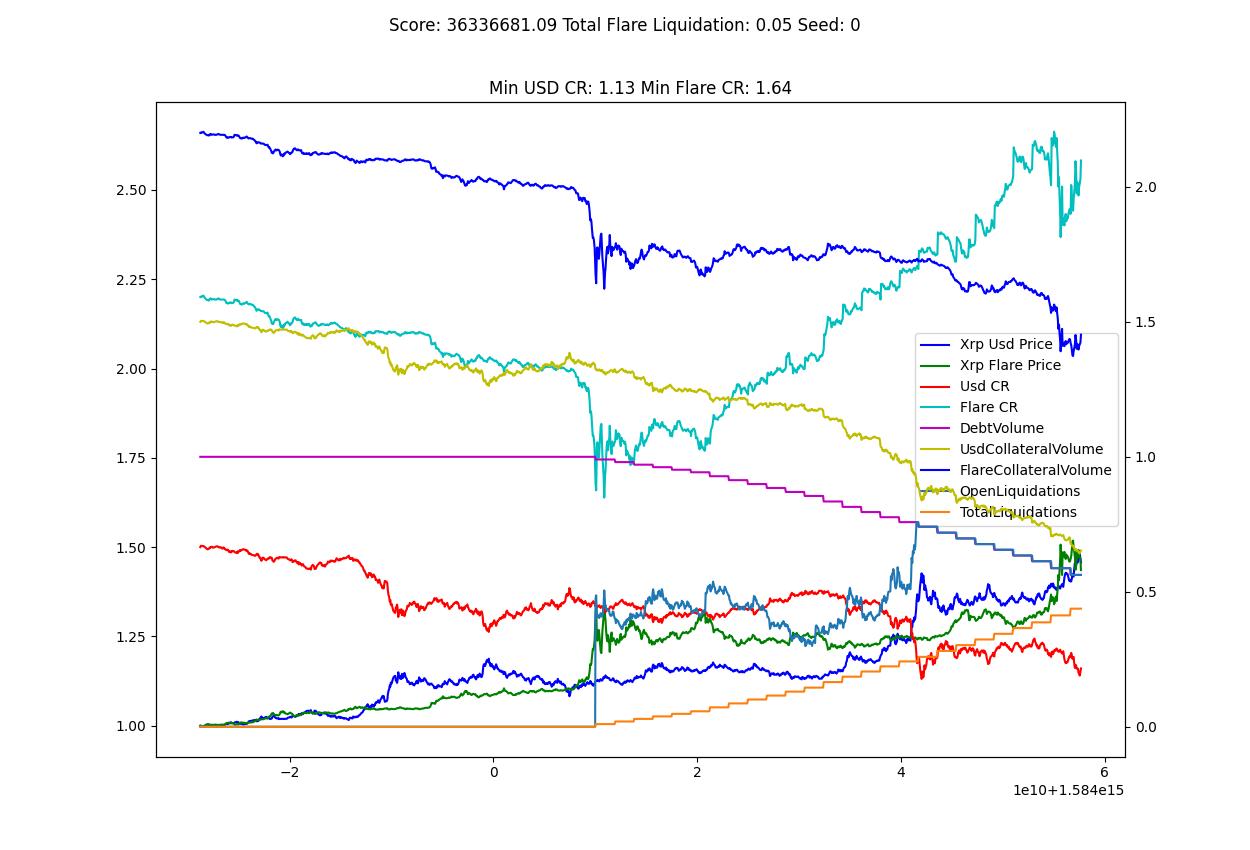 Score: 36336681.09 Total Flare Liquidation: 0.05 Seed: 0
Min USD CR: 1.13 Min Flare CR: 1.64
2.50
2.25
2.00
1.75
1.50
1.25
1.00
2.0
1.5
1.0
0.5
0.0
Xrp Usd Price
Xrp Flare Price
Usd CR
Flare CR
DebtVolume
UsdCollateralVolume
FlareCollateralVolume
OpenLiquidations
TotalLiquidations
−2 0 2 4 6
1e10+1.584e15